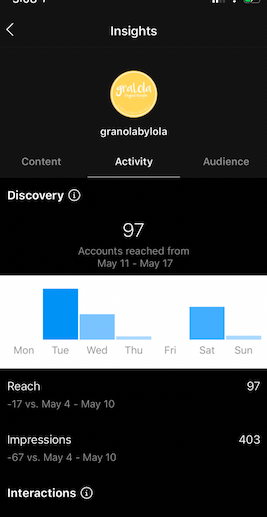 Insights
gralola
granolabylola
Content Activity Audience
Discovery
97
Accounts reached from
May 11 - May 17
Mon Tue Wed Thu Fri Sat Sun
Reach 97
-17 vs. May 4 - May 10
Impressions 403
-67 vs. May 4 - May 10
Interactions